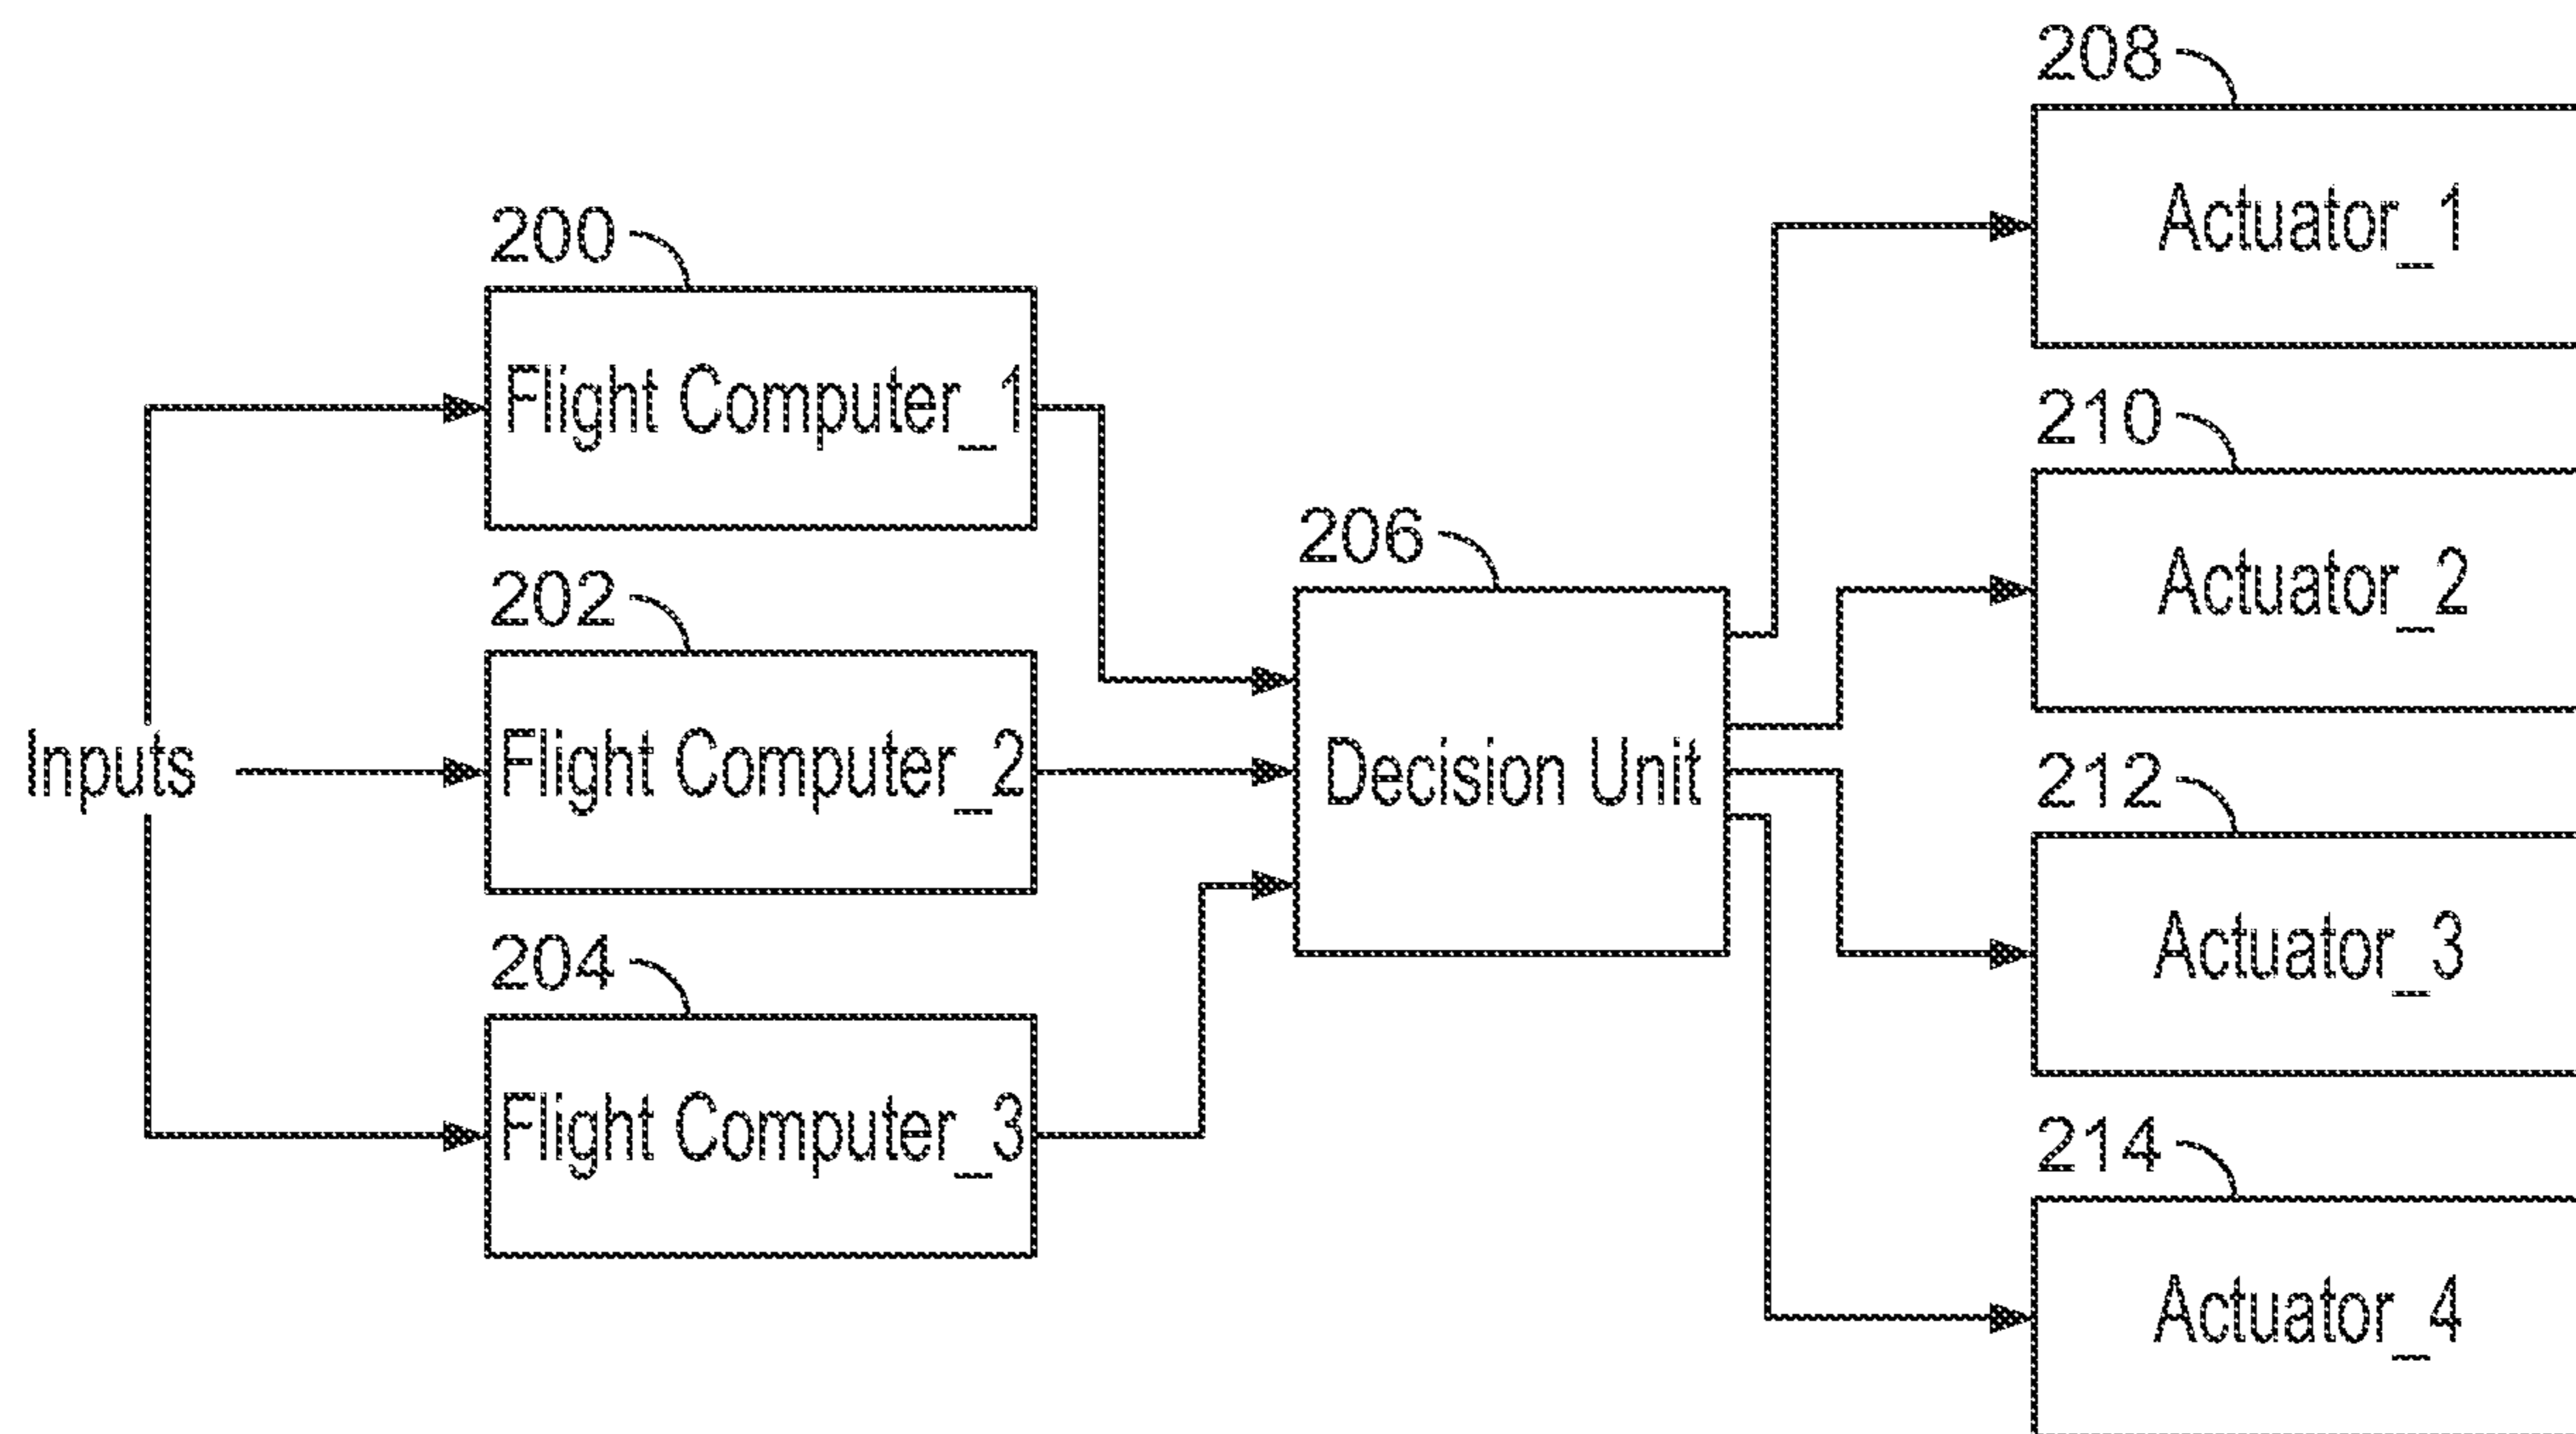 208
Actuator_1
200
Flight Computer_1
210
Actuator_2
206
202
Inputs
Flight Computer_2
Decision Unit
212
Actuator_3
204
Flight Computer_3
214
Actuator_4